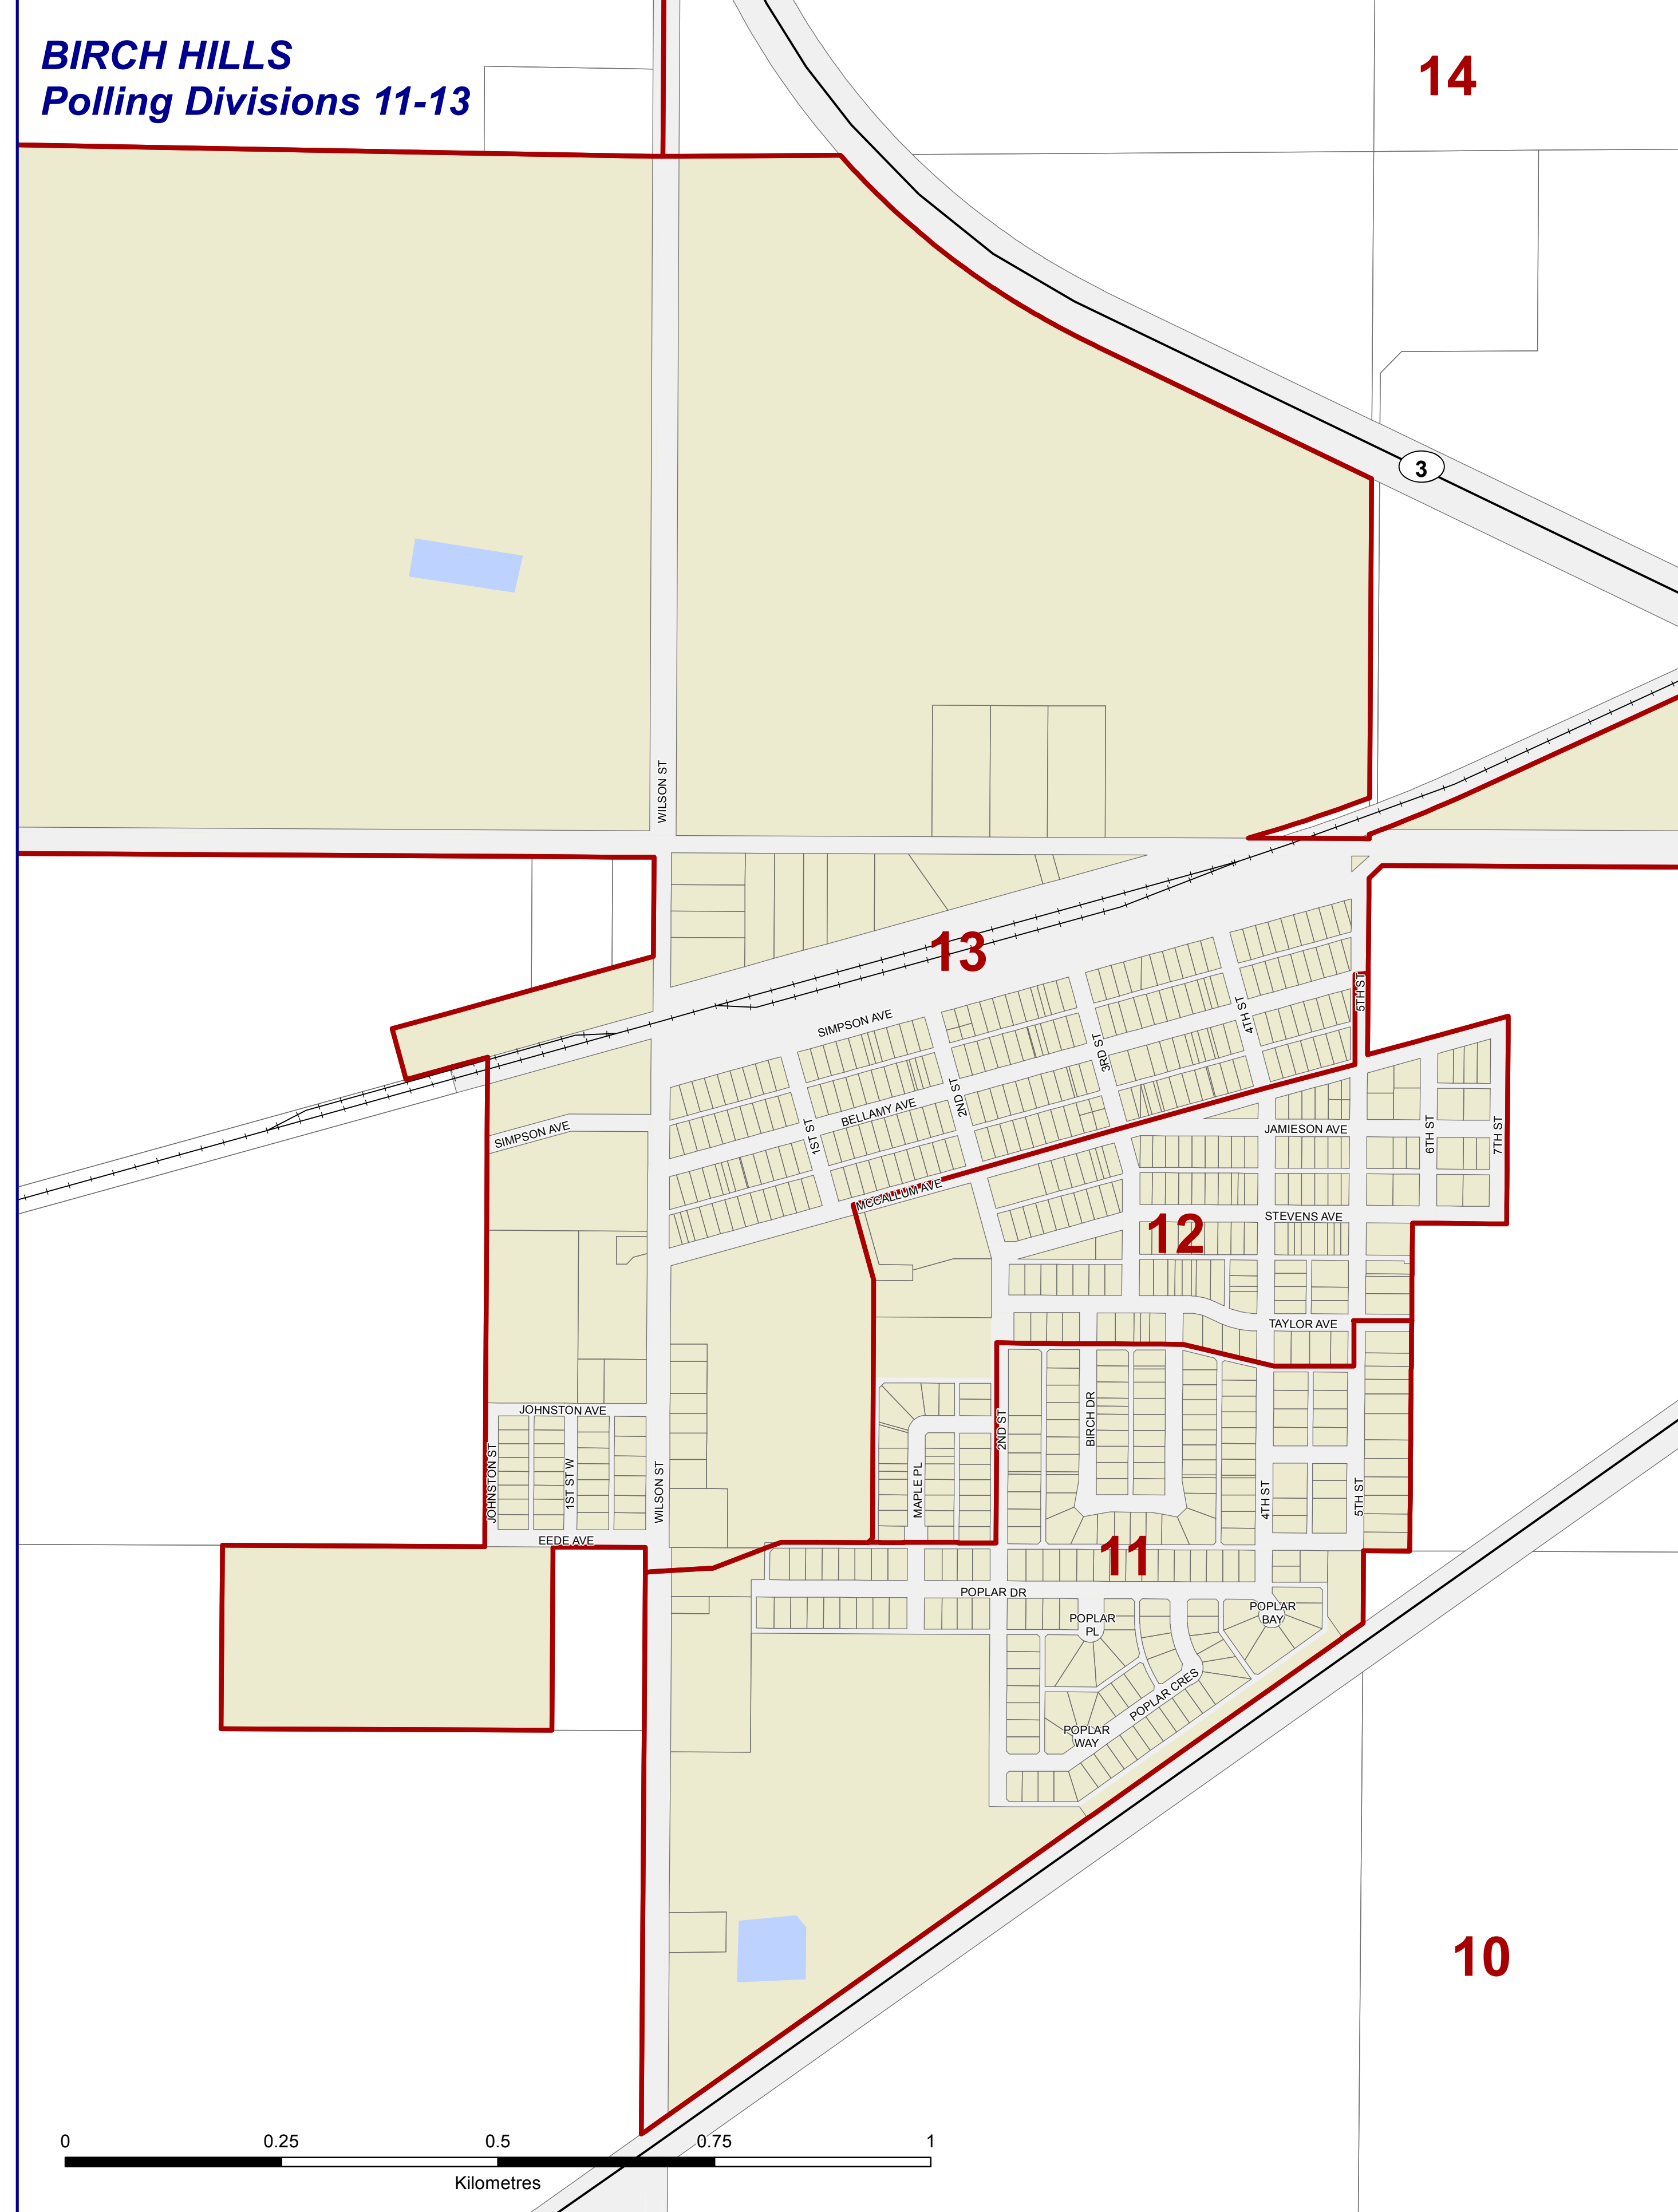 BIRCH HILLS
Polling Divisions 11-13
14
3
WILSON ST
13
SIMPSON AVE
5TH ST
4TH ST
3RD ST
2ND ST
BELLAMY AVE
1ST ST
SIMPSON AVE
MCCALLUM AVE
JAMIESON AVE
6TH ST
7TH ST
STEVENS AVE
12
TAYLOR AVE
JOHNSTON AVE
2ND ST
BIRCH DR
JOHNSTON ST
1ST ST W
WILSON ST
MAPLE PL
4TH ST
5TH ST
EEDE AVE
11
POPLAR DR
POPLAR
PL
POPLAR
BAY
POPLAR CRES
POPLAR
WAY
10
0 0.25 0.5 0.75 1
Kilometres